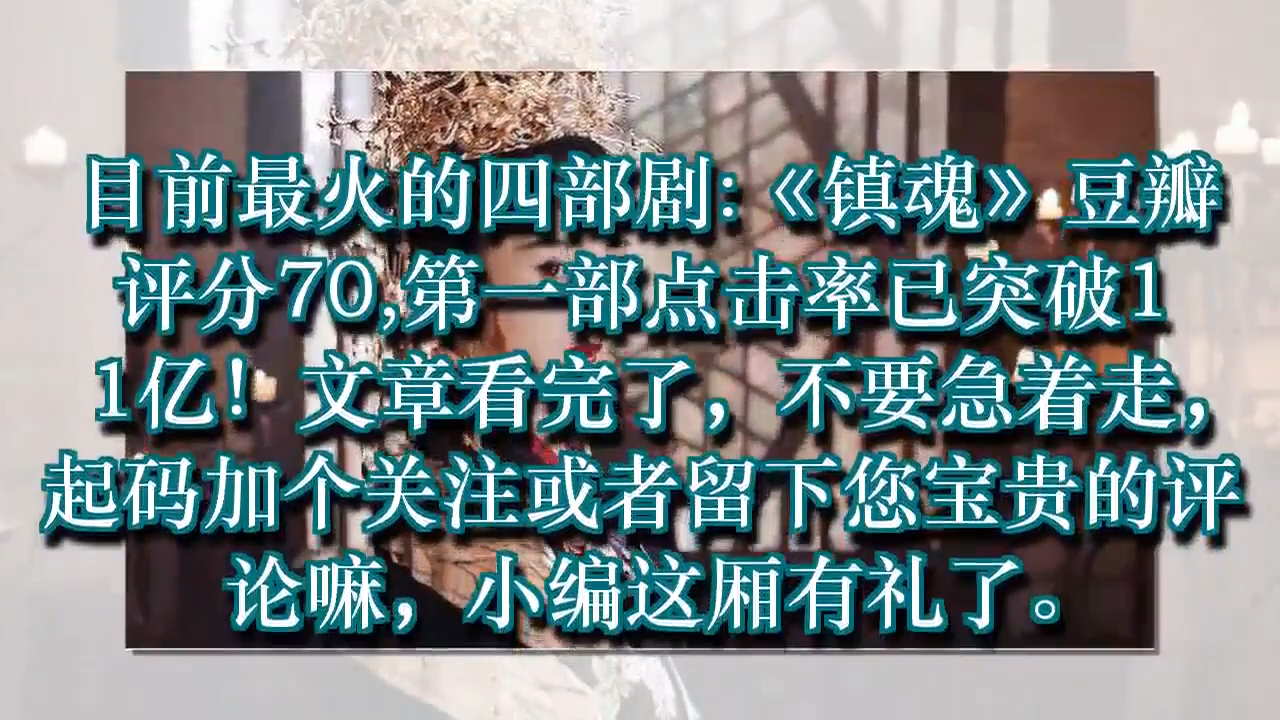 目前最火的四部剧:《镇魂》豆瓣
评分70,第一部点击率已突破1
1亿！文章看完了，不要急着走，
起码加个关注或者留下您宝贵的评
论嘛，小编这厢有礼了。